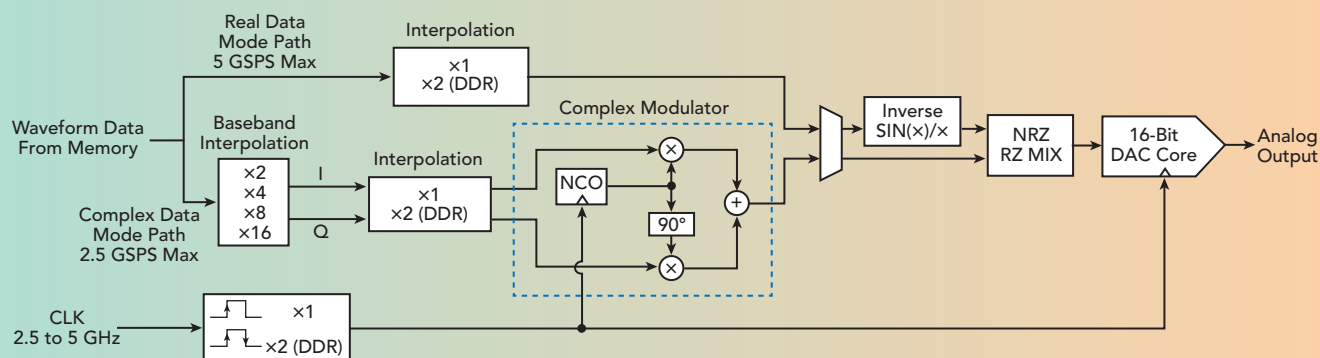 Real Data
Mode Path
5 GSPS Max
Interpolation
×1
×2 (DDR)
Waveform Data
From Memory
Baseband
Interpolation
×2
×4
×8
×16
Complex Data
Mode Path
2.5 GSPS Max
I
Q
Interpolation
×1
×2 (DDR)
Complex Modulator
×
NCO
90°
×
+
Inverse
SIN(×)/×
NRZ
RZ MIX
16-Bit
DAC Core
Analog
Output
CLK
2.5 to 5 GHz
×1
×2 (DDR)